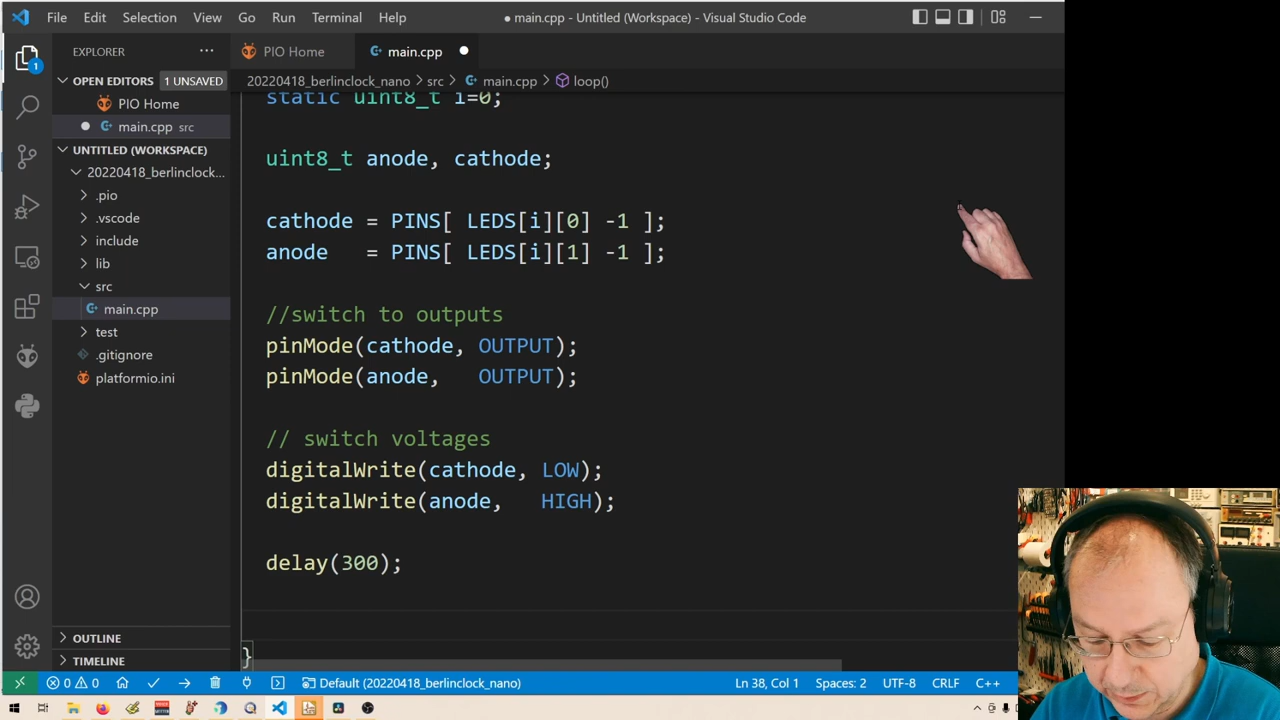 File Edit Selection View Go Run Terminal Help ● main.cpp - Untitled (Workspace) - Visual Studio Code
EXPLORER ...
PIO Home main.cpp ●
OPEN EDITORS 1 UNSAVED
PIO Home
● main.cpp src
UNTITLED (WORKSPACE)
20220418_berlinclock...
.pio
.vscode
include
lib
src
main.cpp
test
.gitignore
platformio.ini
OUTLINE
TIMELINE
1
20220418_berlinclock_nano > src > main.cpp > loop()
static uint8_t i=0;
uint8_t anode, cathode;
cathode = PINS[ LEDS[i][0] -1 ];
anode   = PINS[ LEDS[i][1] -1 ];
//switch to outputs
pinMode(cathode, OUTPUT);
pinMode(anode,   OUTPUT);
// switch voltages
digitalWrite(cathode, LOW);
digitalWrite(anode,   HIGH);
delay(300);
}
0 0 Default (20220418_berlinclock_nano) Ln 38, Col 1 Spaces: 2 UTF-8 CRLF C++